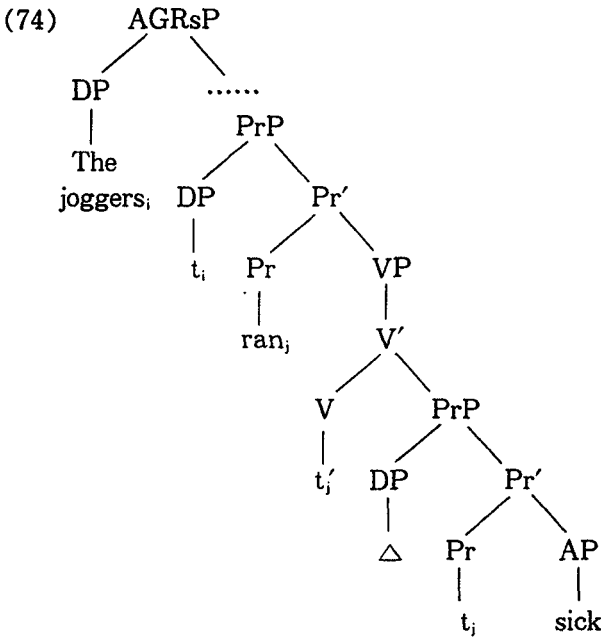 (74) AGRsP
DP ......
The PrP
joggersᵢ DP Pr′
tᵢ Pr VP
ranⱼ V′
V PrP
tⱼ′ DP Pr′
△ Pr AP
tⱼ sick